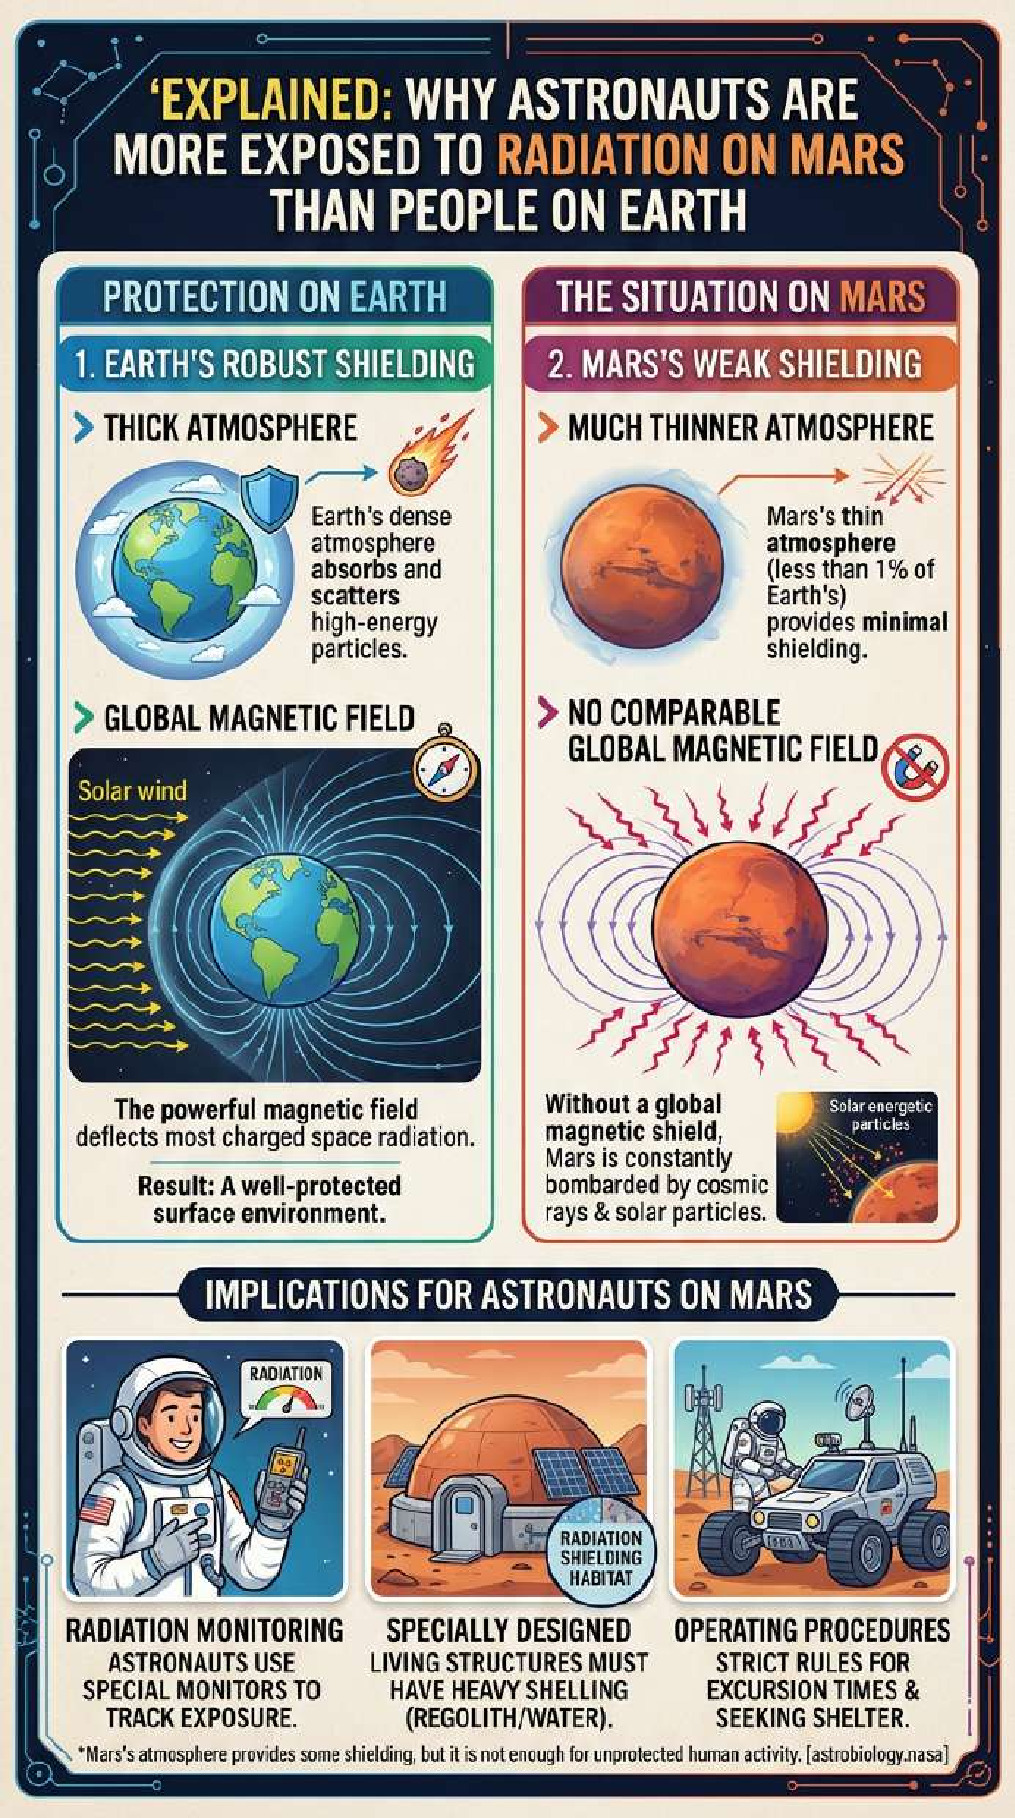 ‘EXPLAINED: WHY ASTRONAUTS ARE
MORE EXPOSED TO RADIATION ON MARS
THAN PEOPLE ON EARTH
PROTECTION ON EARTH
1. EARTH'S ROBUST SHIELDING
THICK ATMOSPHERE
Earth's dense
atmosphere
absorbs and
scatters
high-energy
particles.
GLOBAL MAGNETIC FIELD
Solar wind
The powerful magnetic field
deflects most charged space radiation.
Result: A well-protected
surface environment.
THE SITUATION ON MARS
2. MARS'S WEAK SHIELDING
MUCH THINNER ATMOSPHERE
Mars's thin
atmosphere
(less than 1% of
Earth's)
provides minimal
shielding.
NO COMPARABLE
GLOBAL MAGNETIC FIELD
Without a global
magnetic shield,
Mars is constantly
bombarded by cosmic
rays & solar particles.
Solar energetic
particles
IMPLICATIONS FOR ASTRONAUTS ON MARS
RADIATION
RADIATION MONITORING
ASTRONAUTS USE
SPECIAL MONITORS TO
TRACK EXPOSURE.
RADIATION
SHIELDING
HABITAT
SPECIALLY DESIGNED
LIVING STRUCTURES MUST
HAVE HEAVY SHELLING
(REGOLITH/WATER).
OPERATING PROCEDURES
STRICT RULES FOR
EXCURSION TIMES &
SEEKING SHELTER.
*Mars's atmosphere provides some shielding, but it is not enough for unprotected human activity. [astrobiology.nasa]